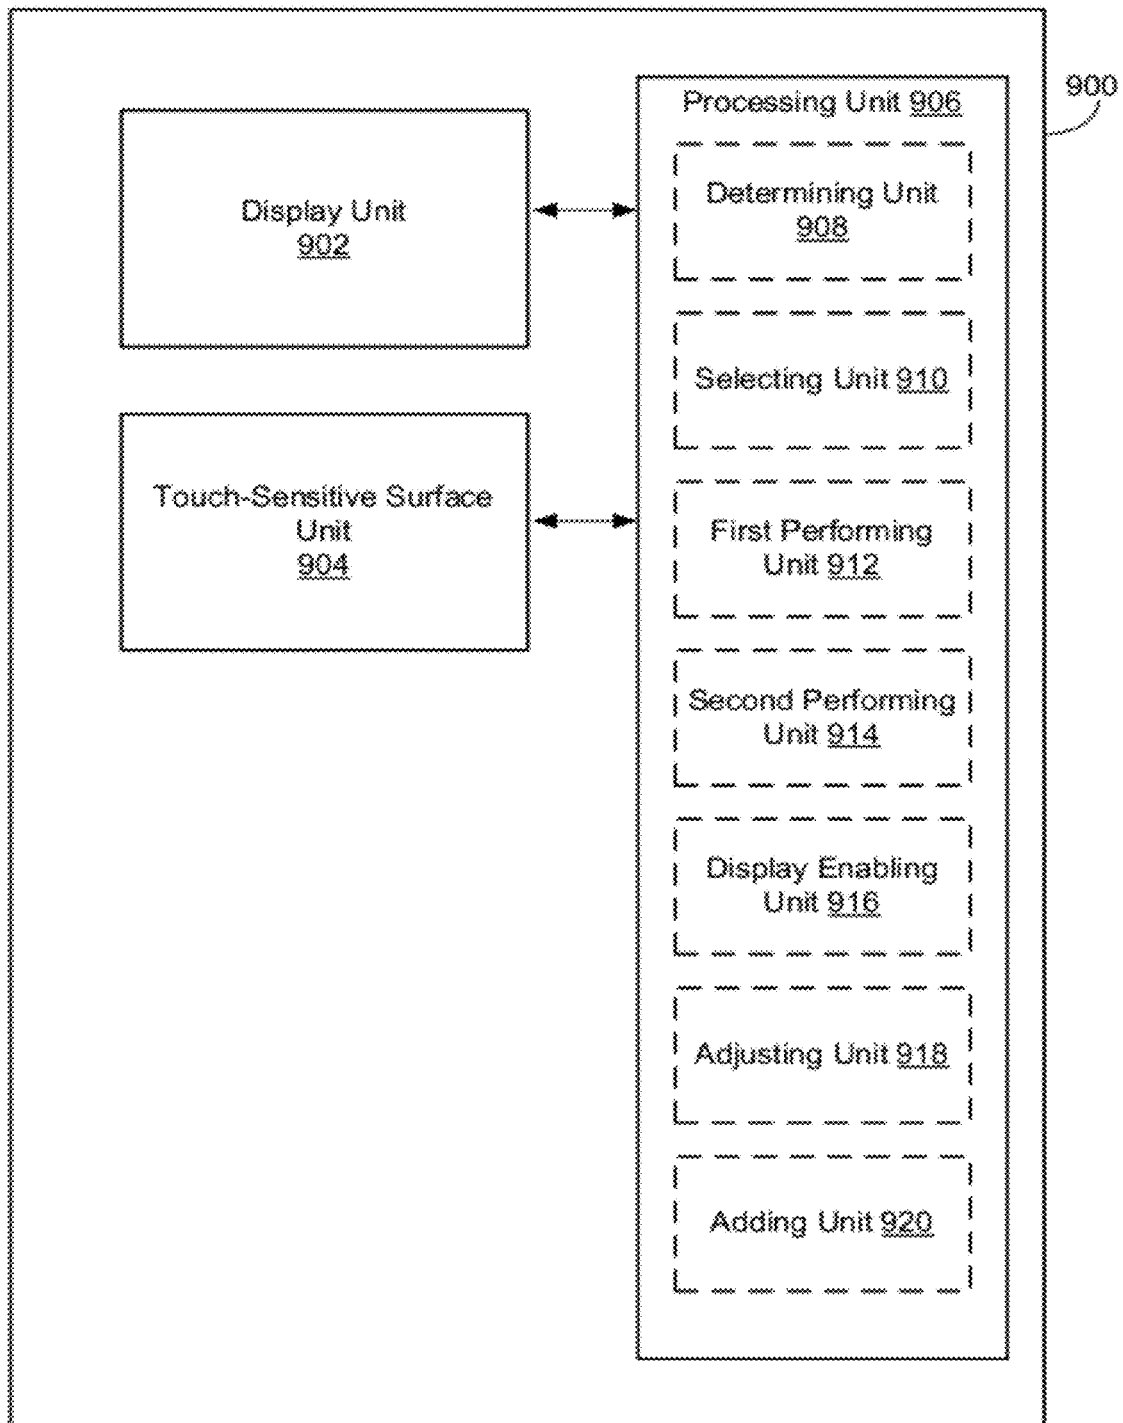 900
Display Unit
902
Touch-Sensitive Surface
Unit
904
Processing Unit 906
Determining Unit
908
Selecting Unit 910
First Performing
Unit 912
Second Performing
Unit 914
Display Enabling
Unit 916
Adjusting Unit 918
Adding Unit 920